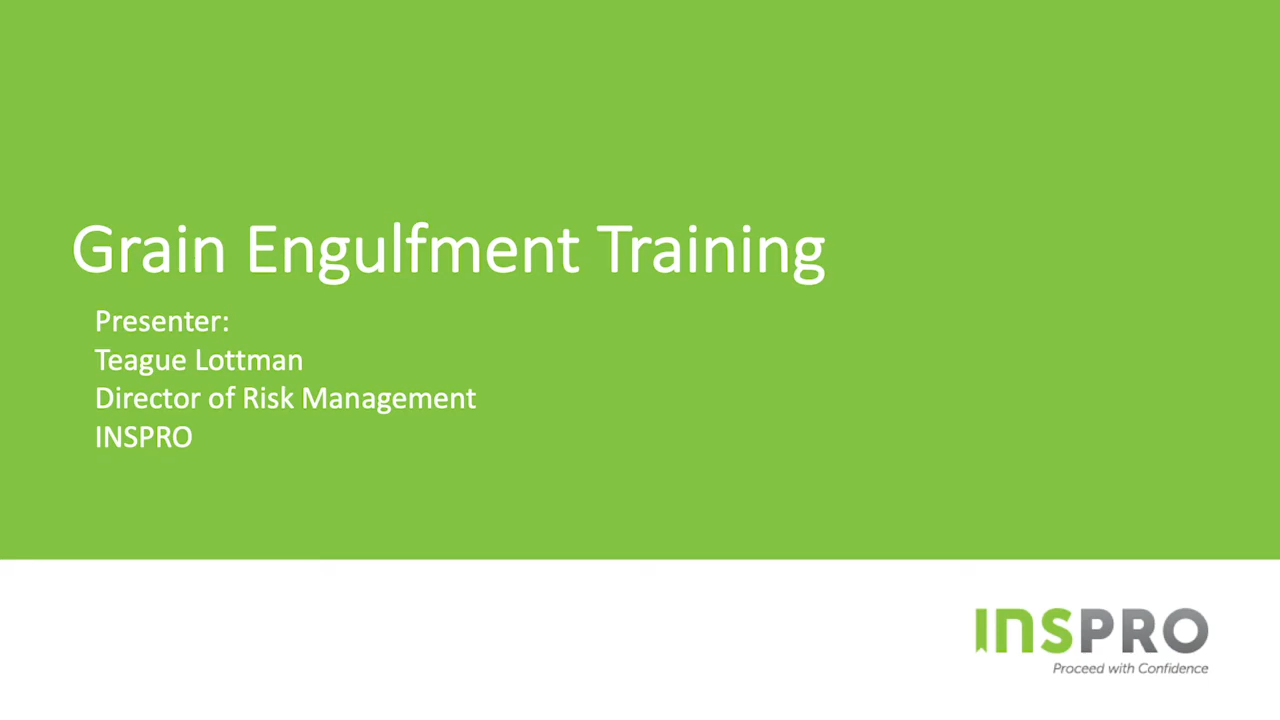 Grain Engulfment Training
Presenter:
Teague Lottman
Director of Risk Management
INSPRO
INSPRO
Proceed with Confidence